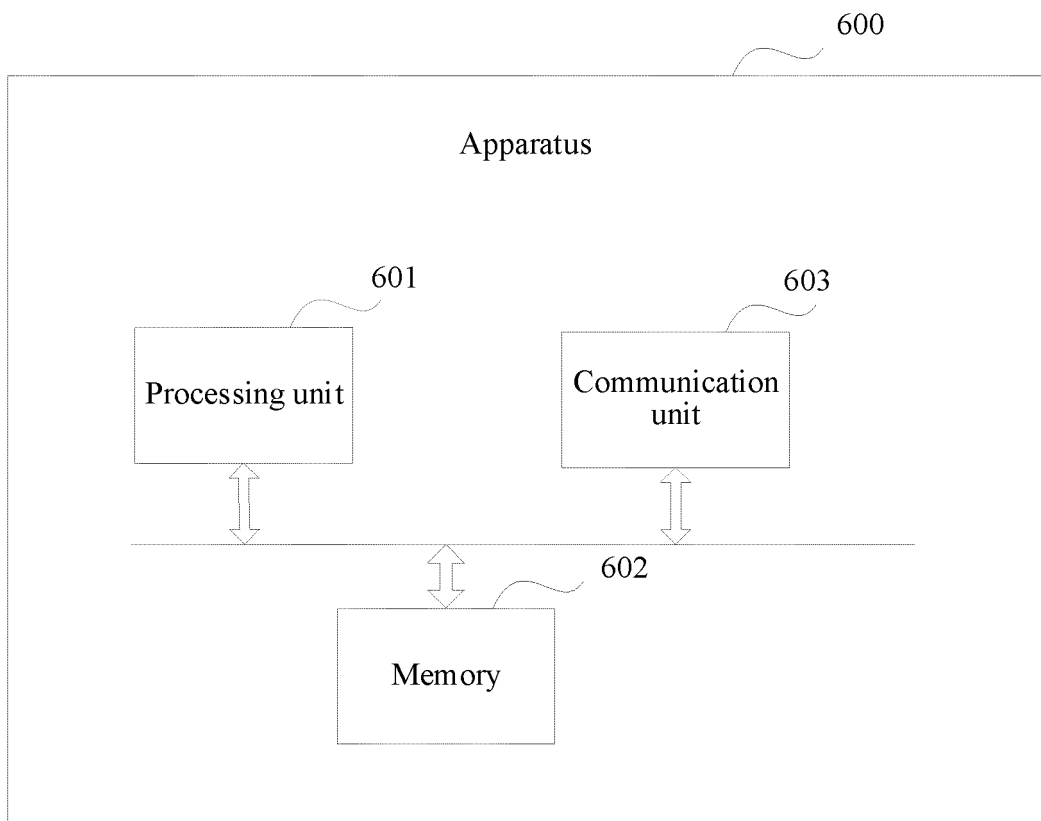 600
Apparatus
601
603
Processing unit
Communication
unit
602
Memory